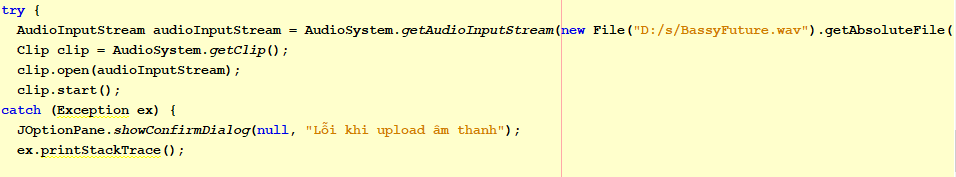 try {
AudioInputStream audioInputStream = AudioSystem.getAudioInputStream(new File("D:/s/BassyFuture.wav").getAbsoluteFile(
Clip clip = AudioSystem.getClip();
clip.open(audioInputStream);
clip.start();
catch (Exception ex) {
JOptionPane.showConfirmDialog(null, "Lỗi khi upload âm thanh");
ex.printStackTrace();